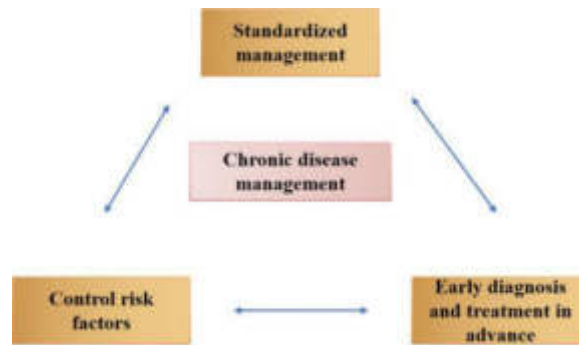 Standardized
management
Chronic disease
management
Control risk
factors
Early diagnosis
and treatment in
advance